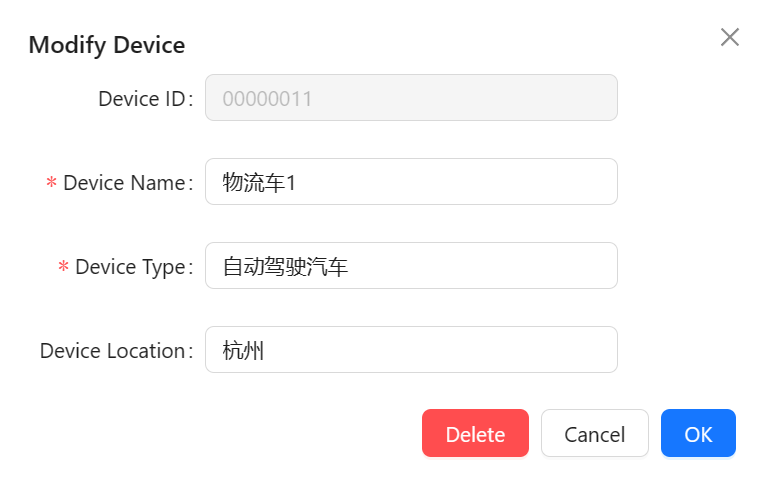 Modify Device
Device ID: 00000011
* Device Name: 物流车1
* Device Type: 自动驾驶汽车
Device Location: 杭州
Delete Cancel OK